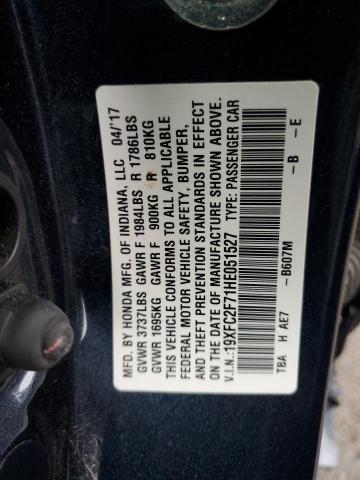 MFD. BY HONDA MFG. OF INDIANA, LLC 04/'17
GVWR 3737LBS GAWR F 1984LBS R 1786LBS
GVWR 1695KG GAWR F 900KG R 810KG
THIS VEHICLE CONFORMS TO ALL APPLICABLE
FEDERAL MOTOR VEHICLE SAFETY, BUMPER,
AND THEFT PREVENTION STANDARDS IN EFFECT
ON THE DATE OF MANUFACTURE SHOWN ABOVE.
V.I.N.: 19XFC2F71HE051527 TYPE: PASSENGER CAR
-B607M -B -E
TBA H AE7